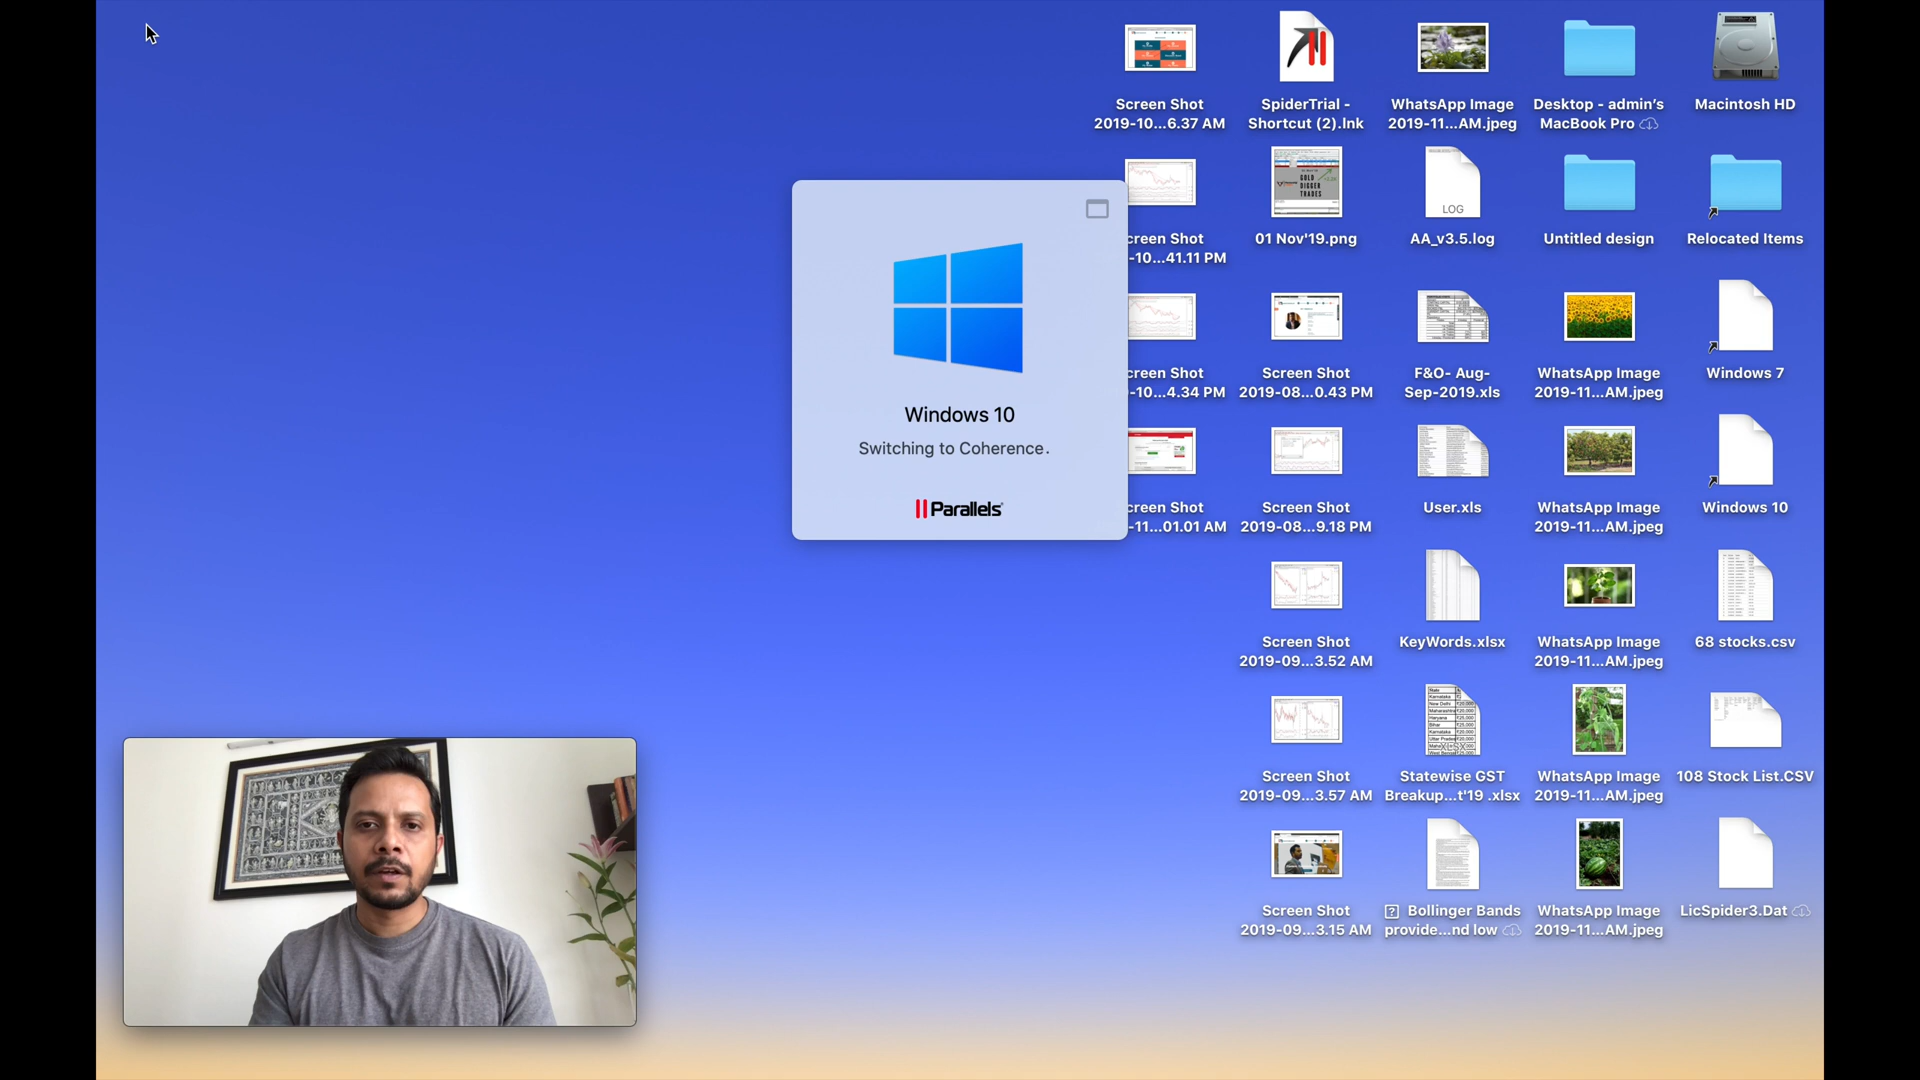 Screen Shot
2019-10...6.37 AM
SpiderTrial -
Shortcut (2).lnk
WhatsApp Image
2019-11...AM.jpeg
Desktop - admin’s
MacBook Pro
Macintosh HD
creen Shot
-10...41.11 PM
GOLD
DIGGER
TRADES
01 Nov'19.png
LOG
AA_v3.5.log
Untitled design
Relocated Items
creen Shot
-10...4.34 PM
Screen Shot
2019-08...0.43 PM
F&O- Aug-
Sep-2019.xls
WhatsApp Image
2019-11...AM.jpeg
Windows 7
Windows 10
Switching to Coherence.
Parallels
creen Shot
-11...01.01 AM
Screen Shot
2019-08...9.18 PM
User.xls
WhatsApp Image
2019-11...AM.jpeg
Windows 10
Screen Shot
2019-09...3.52 AM
KeyWords.xlsx
WhatsApp Image
2019-11...AM.jpeg
68 stocks.csv
Screen Shot
2019-09...3.57 AM
Statewise GST
Breakup...t'19 .xlsx
WhatsApp Image
2019-11...AM.jpeg
108 Stock List.CSV
Screen Shot
2019-09...3.15 AM
Bollinger Bands
provide...nd low
WhatsApp Image
2019-11...AM.jpeg
LicSpider3.Dat